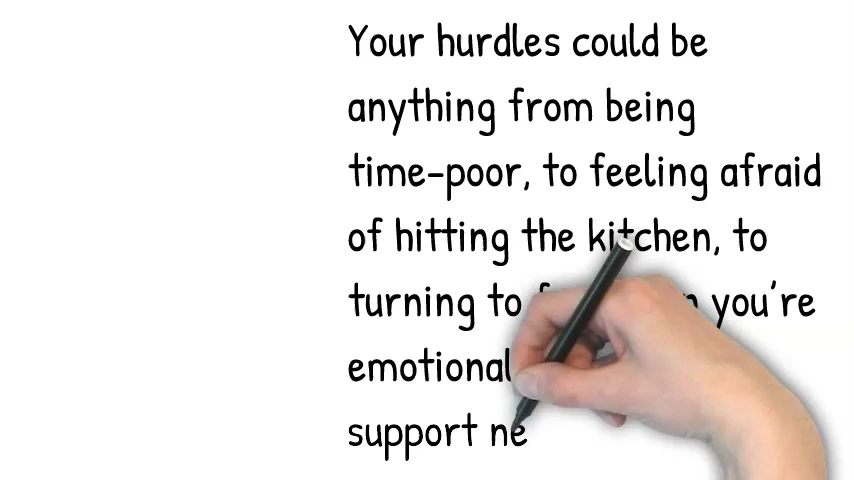 Your hurdles could be
anything from being
time-poor, to feeling afraid
of hitting the kitchen, to
turning to you're
emotional
support ne